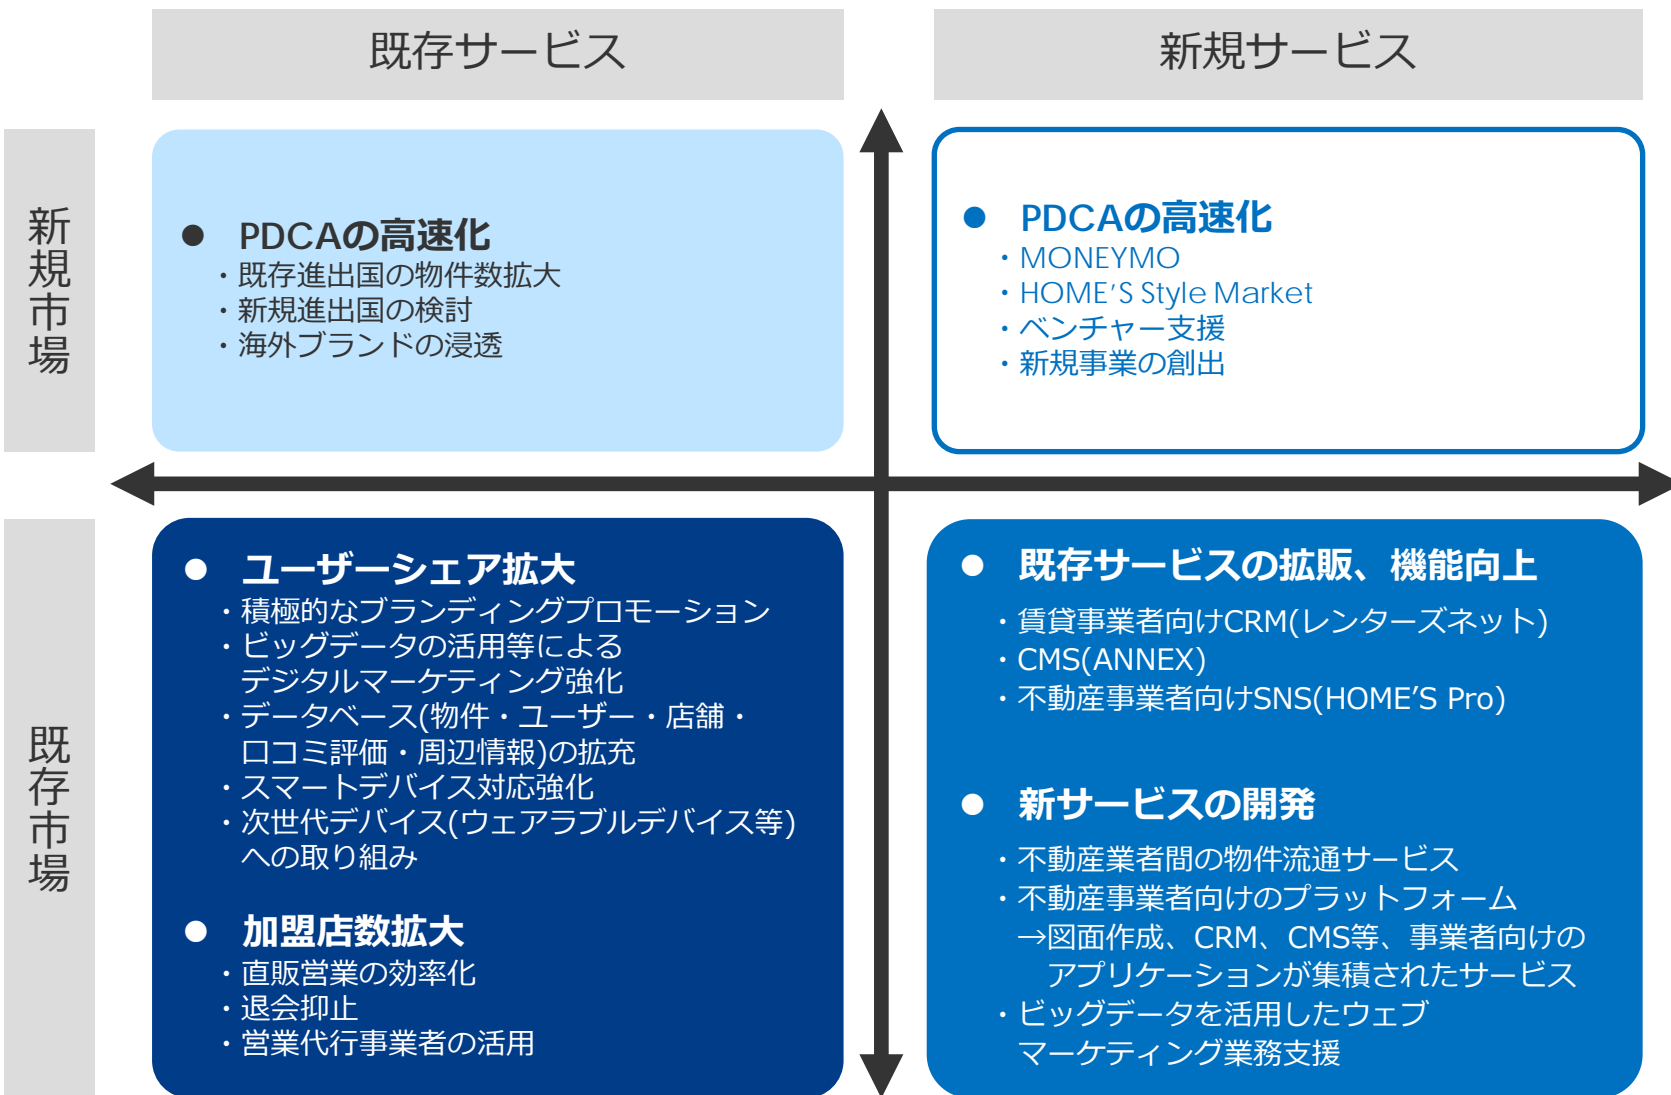 既存サービス
新規サービス
新規市場
● PDCAの高速化
・既存進出国の物件数拡大
・新規進出国の検討
・海外ブランドの浸透
● PDCAの高速化
・MONEYMO
・HOME'S Style Market
・ベンチャー支援
・新規事業の創出
既存市場
● ユーザーシェア拡大
・積極的なブランディングプロモーション
・ビッグデータの活用等による
デジタルマーケティング強化
・データベース(物件・ユーザー・店舗・
口コミ評価・周辺情報)の拡充
・スマートデバイス対応強化
・次世代デバイス(ウェアラブルデバイス等)
への取り組み
● 加盟店数拡大
・直販営業の効率化
・退会抑止
・営業代行事業者の活用
● 既存サービスの拡販、機能向上
・賃貸事業者向けCRM(レンターズネット)
・CMS(ANNEX)
・不動産事業者向けSNS(HOME'S Pro)
● 新サービスの開発
・不動産業者間の物件流通サービス
・不動産事業者向けのプラットフォーム
→図面作成、CRM、CMS等、事業者向けの
アプリケーションが集積されたサービス
・ビッグデータを活用したウェブ
マーケティング業務支援